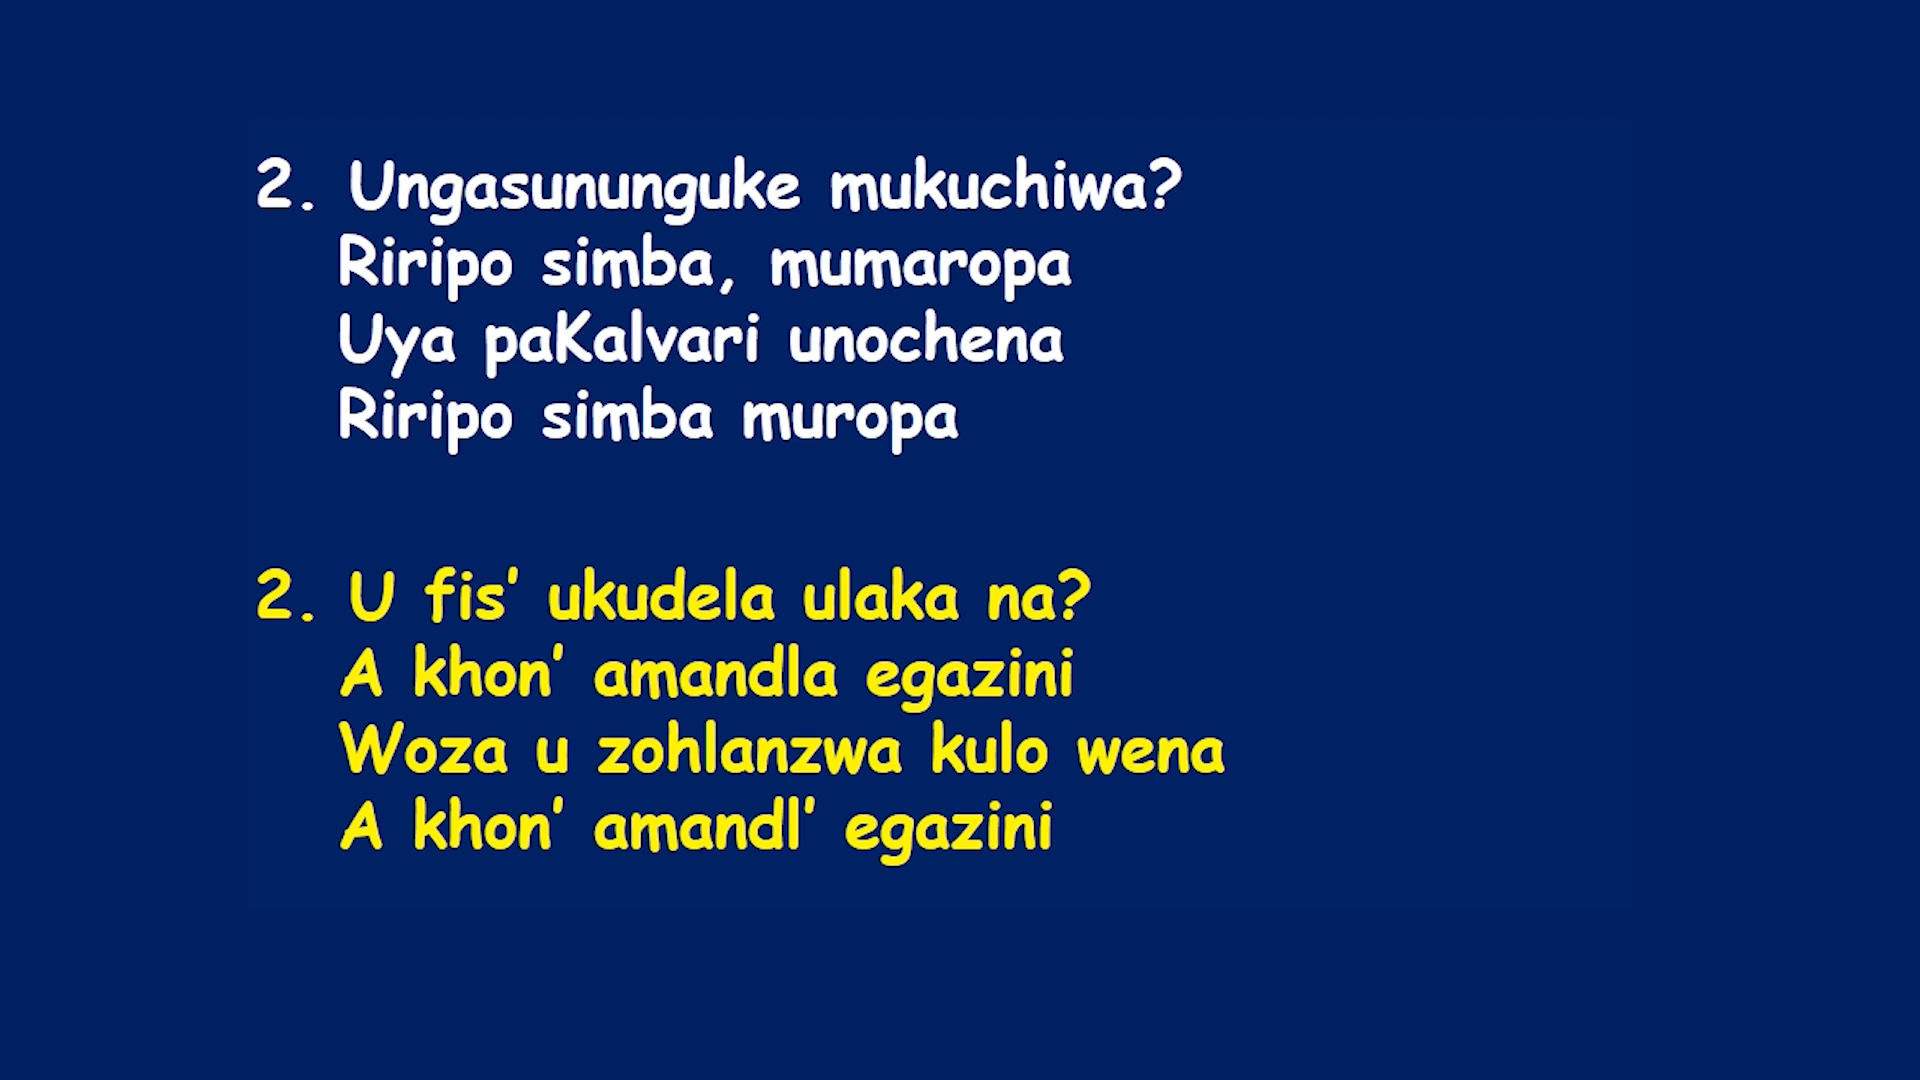 2. Ungasununguke mukuchiwa?
Riripo simba, mumaropa
Uya paKalvari unochena
Riripo simba muropa
2. U fis’ ukudela ulaka na?
A khon’ amandla egazini
Woza u zohlanzwa kulo wena
A khon’ amandl’ egazini